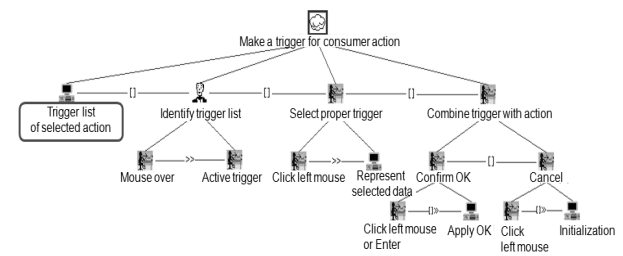 Make a trigger for consumer action
[]
[]
[]
Trigger list
of selected action
Identify trigger list
Select proper trigger
Combine trigger with action
>>
>>
[]
Mouse over
Active trigger
Click left mouse
Represent
selected data
Confirm OK
Cancel
[]»
[]»
Click left mouse
or Enter
Apply OK
Click
left mouse
Initialization